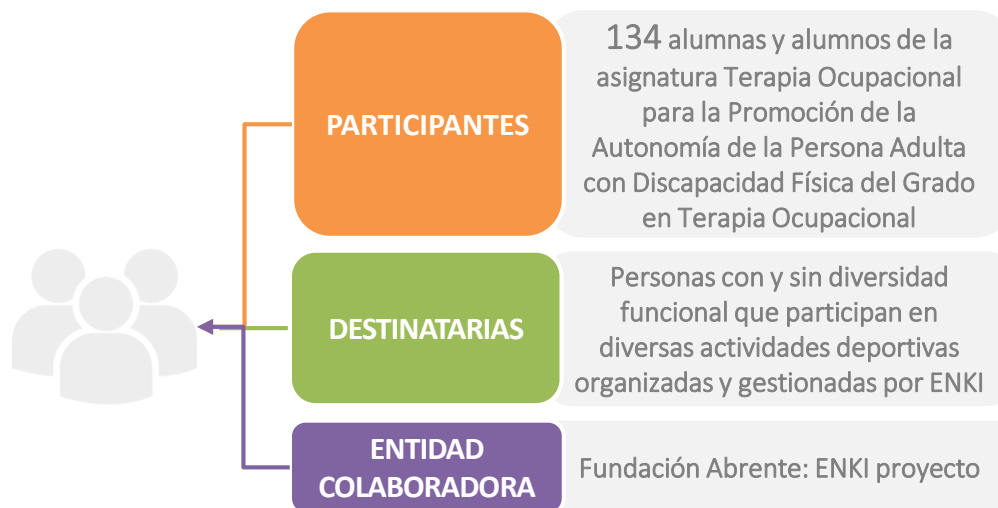 PARTICIPANTES
134 alumnas y alumnos de la
asignatura Terapia Ocupacional
para la Promoción de la
Autonomía de la Persona Adulta
con Discapacidad Física del Grado
en Terapia Ocupacional
DESTINATARIAS
Personas con y sin diversidad
funcional que participan en
diversas actividades deportivas
organizadas y gestionadas por ENKI
ENTIDAD
COLABORADORA
Fundación Abrente: ENKI proyecto